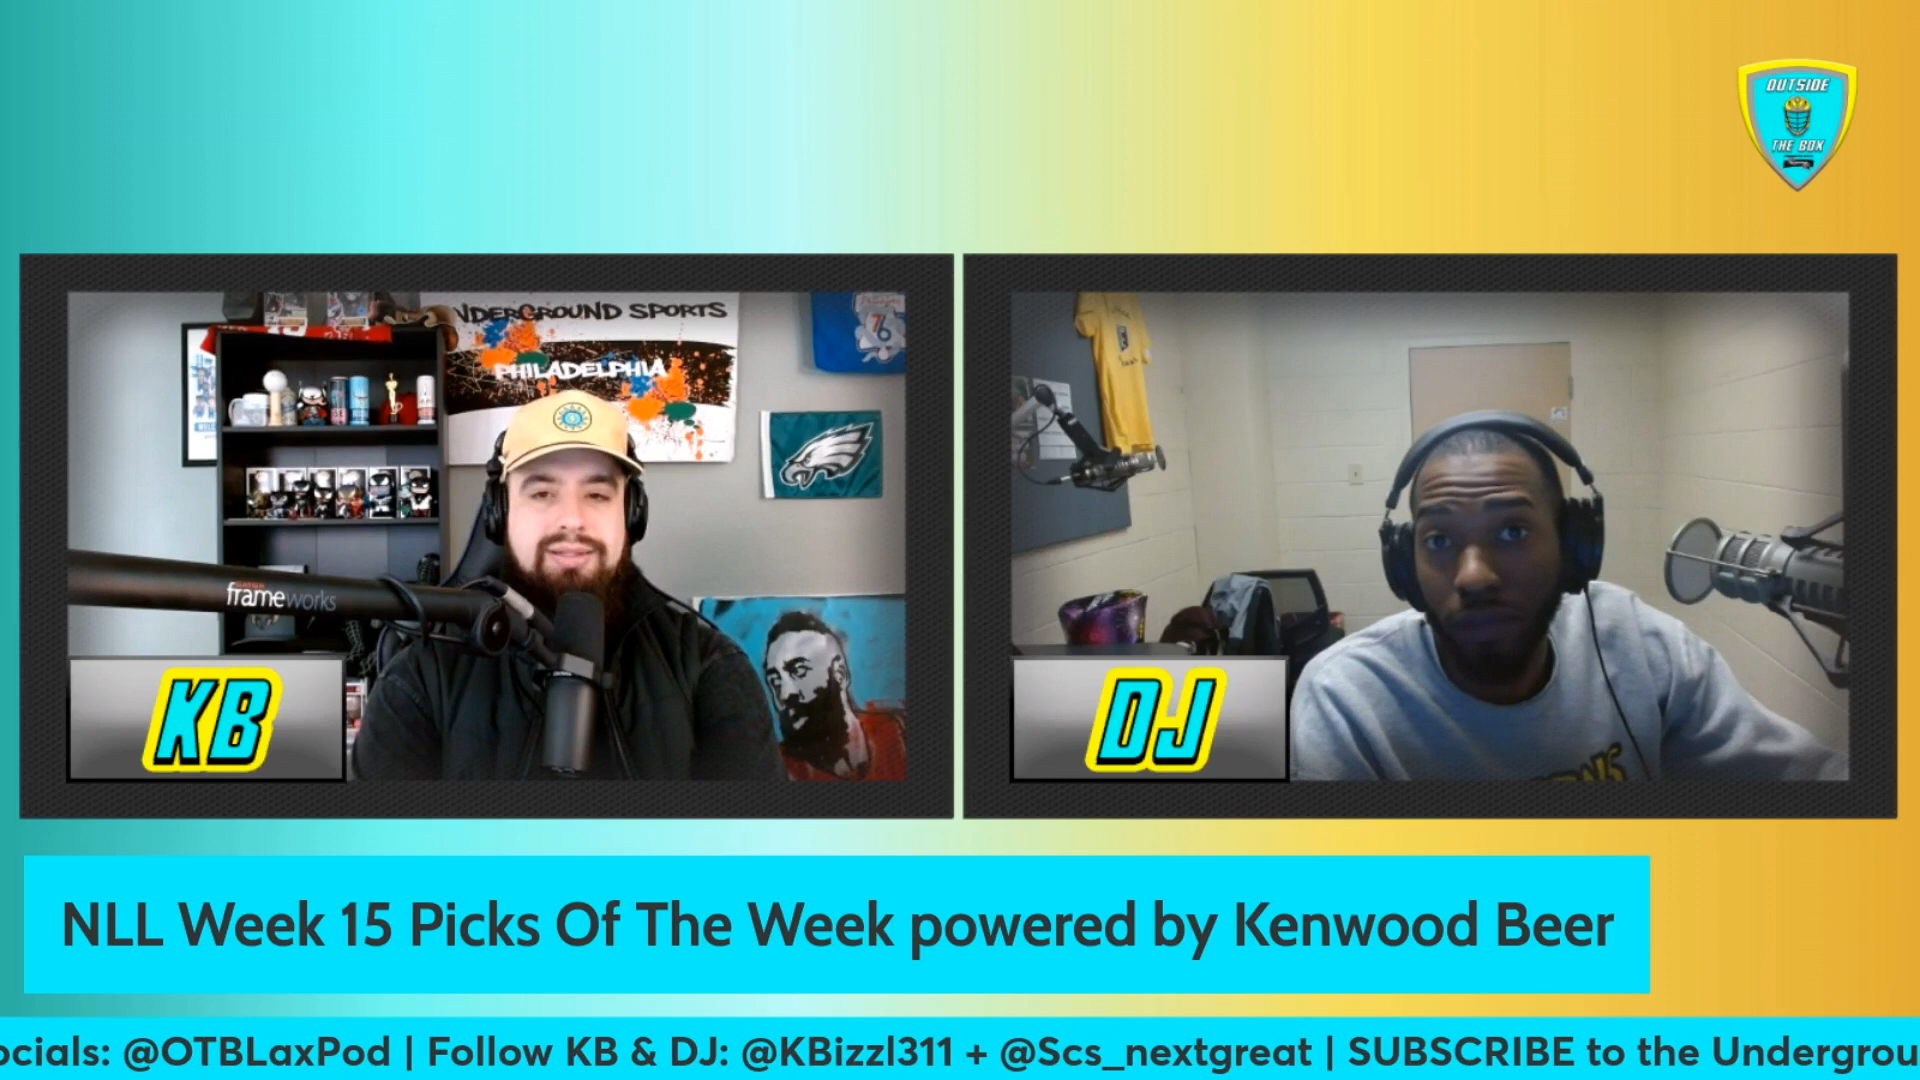 OUTSIDE
THE BOX
UNDERGROUND SPORTS
PHILADELPHIA
76
frameworks
KB
DJ
NLL Week 15 Picks Of The Week powered by Kenwood Beer
ocials: @OTBLaxPod | Follow KB & DJ: @KBizzl311 + @Scs_nextgreat | SUBSCRIBE to the Undergrou